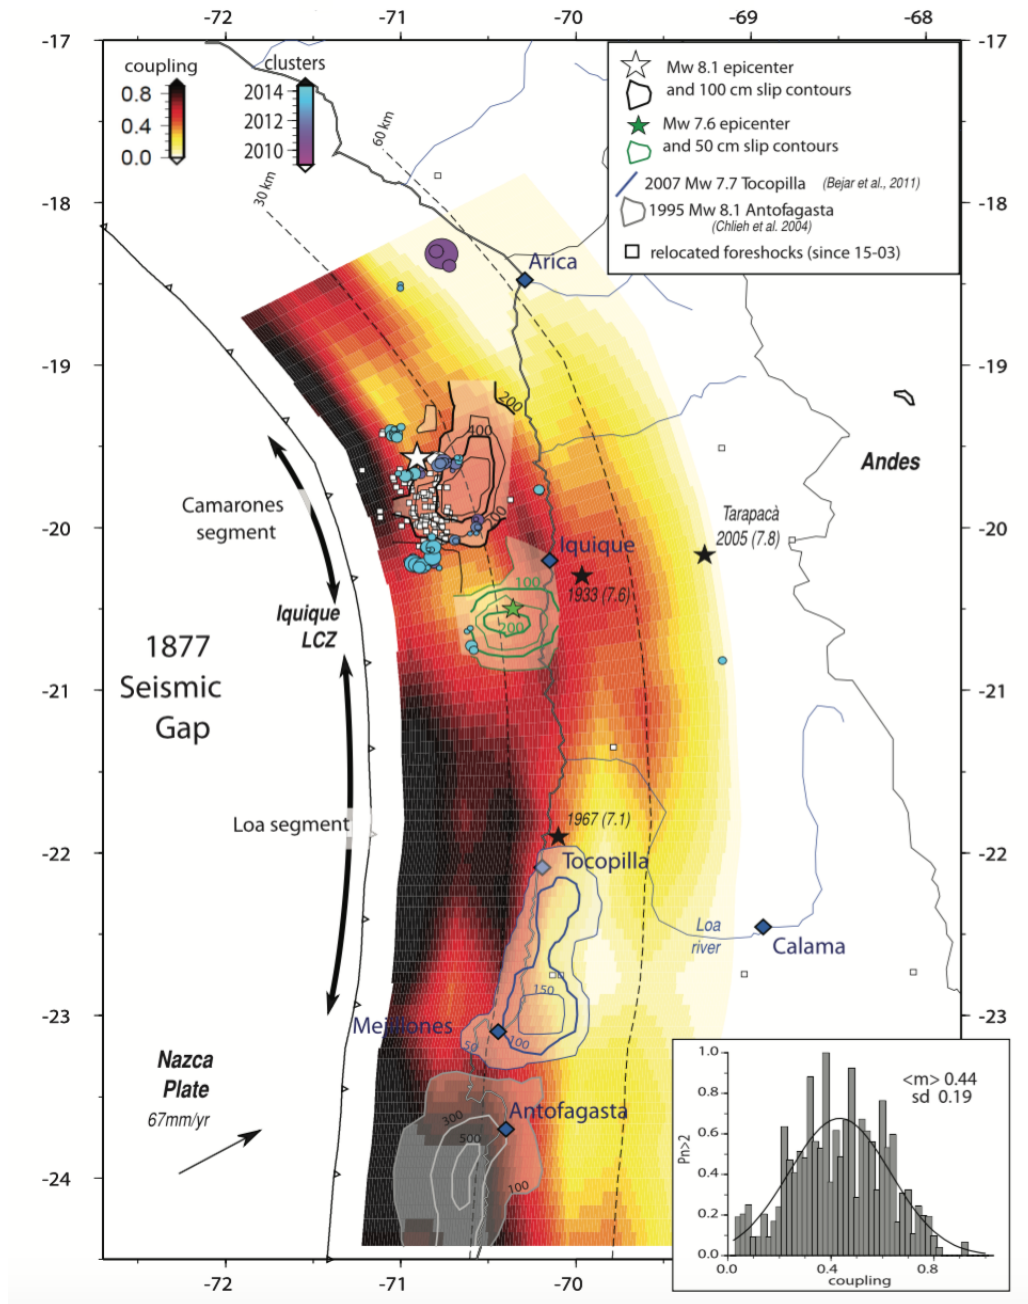 -72
-71
-70
-69
-68
-17
-17
coupling
0.8
0.4
0.0
clusters
2014
2012
2010
60 km
30 km
Mw 8.1 epicenter
and 100 cm slip contours
Mw 7.6 epicenter
and 50 cm slip contours
2007 Mw 7.7 Tocopilla (Bejar et al., 2011)
1995 Mw 8.1 Antofagasta
(Chlieh et al. 2004)
relocated foreshocks (since 15-03)
-18
-18
Arica
-19
-19
200
400
Andes
Camarones
segment
200
Tarapacà
2005 (7.8)
-20
-20
Iquique
100
1933 (7.6)
Iquique
LCZ
200
1877
Seismic
Gap
-21
-21
Loa segment
1967 (7.1)
-22
-22
Tocopilla
Loa
river
Calama
150
-23
-23
Mejillones
50
100
Nazca
Plate
67mm/yr
Antofagasta
300
500
100
-24
-72
-71
-70
1.0
0.8
0.6
0.4
0.2
0.0
Pn>2
<m> 0.44
sd 0.19
0.0
0.4
0.8
coupling